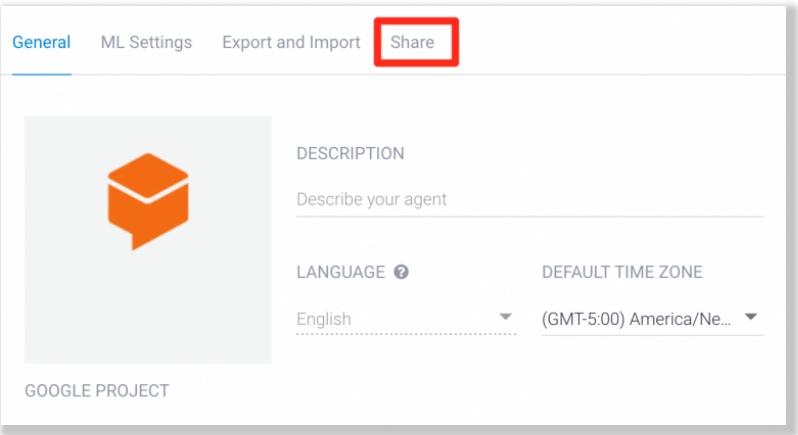 General ML Settings Export and Import Share
DESCRIPTION
Describe your agent
LANGUAGE DEFAULT TIME ZONE
English (GMT-5:00) America/Ne...
GOOGLE PROJECT